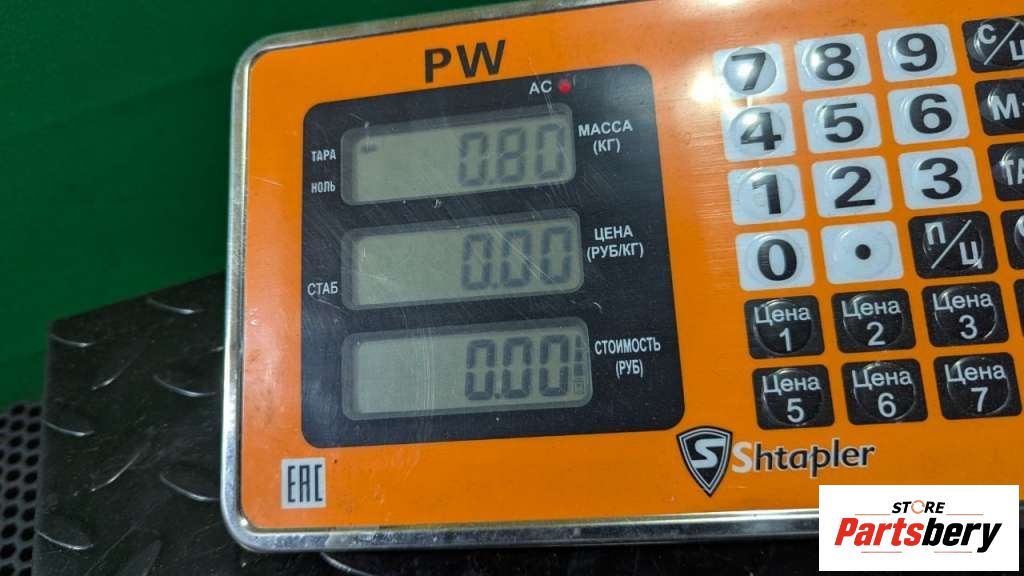 PW
AC
ТАРА
НОЛЬ
0.80
МАССА
(КГ)
СТАБ
0.00
ЦЕНА
(РУБ/КГ)
0.00
СТОИМОСТЬ
(РУБ)
7 8 9 С/
4 5 6
1 2 3
0 . П/Ц
Цена 1 Цена 2 Цена 3
Цена 5 Цена 6 Цена 7
EAC
S Shtapler
STORE
Partsbery